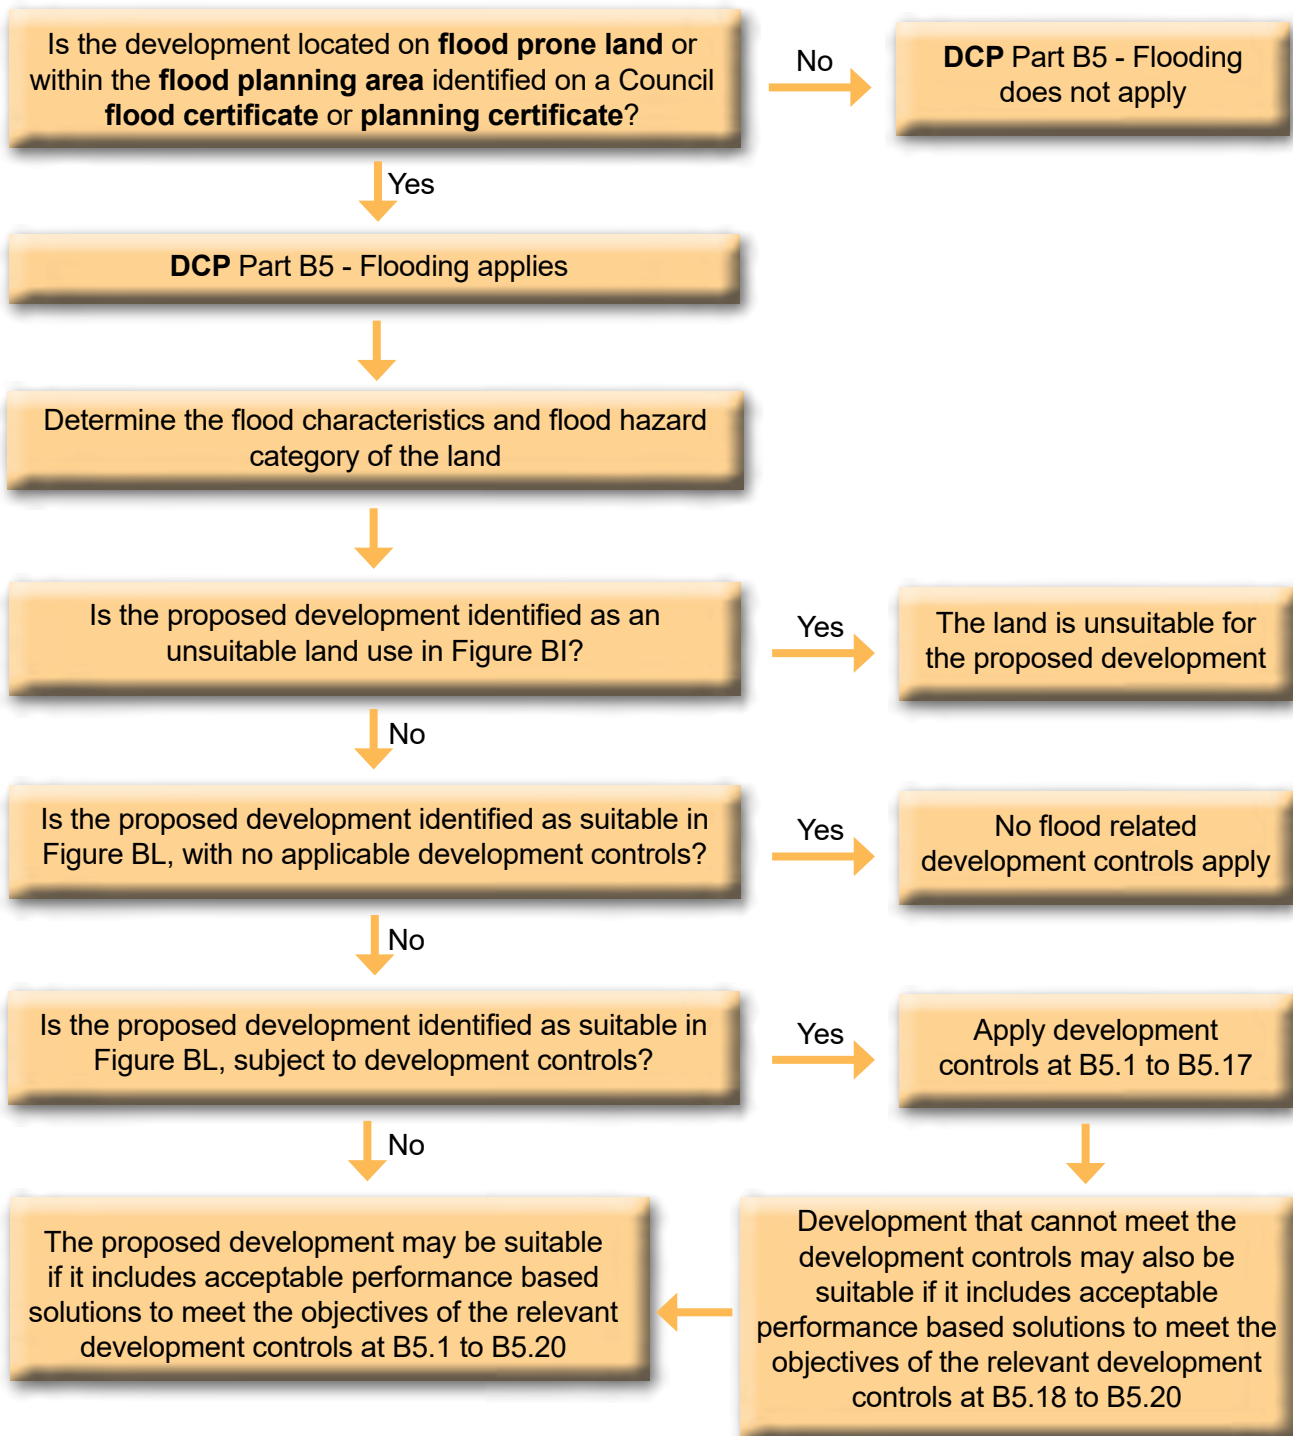 Is the development located on flood prone land or
within the flood planning area identified on a Council
flood certificate or planning certificate?
No
DCP Part B5 - Flooding
does not apply
Yes
DCP Part B5 - Flooding applies
Determine the flood characteristics and flood hazard
category of the land
Is the proposed development identified as an
unsuitable land use in Figure BI?
Yes
The land is unsuitable for
the proposed development
No
Is the proposed development identified as suitable in
Figure BL, with no applicable development controls?
Yes
No flood related
development controls apply
No
Is the proposed development identified as suitable in
Figure BL, subject to development controls?
Yes
Apply development
controls at B5.1 to B5.17
No
The proposed development may be suitable
if it includes acceptable performance based
solutions to meet the objectives of the relevant
development controls at B5.1 to B5.20
Development that cannot meet the
development controls may also be
suitable if it includes acceptable
performance based solutions to meet the
objectives of the relevant development
controls at B5.18 to B5.20